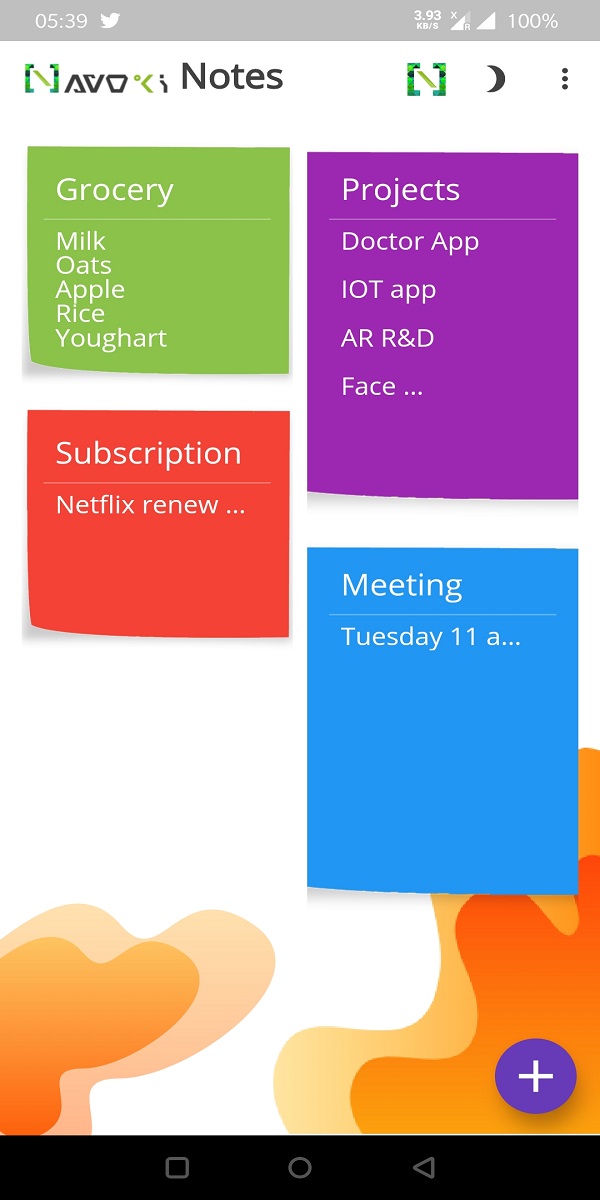 05:39 3.93 KB/S X R 100%
NAVOKI Notes
Grocery
Milk
Oats
Apple
Rice
Youghart
Projects
Doctor App
IOT app
AR R&D
Face ...
Subscription
Netflix renew ...
Meeting
Tuesday 11 a...